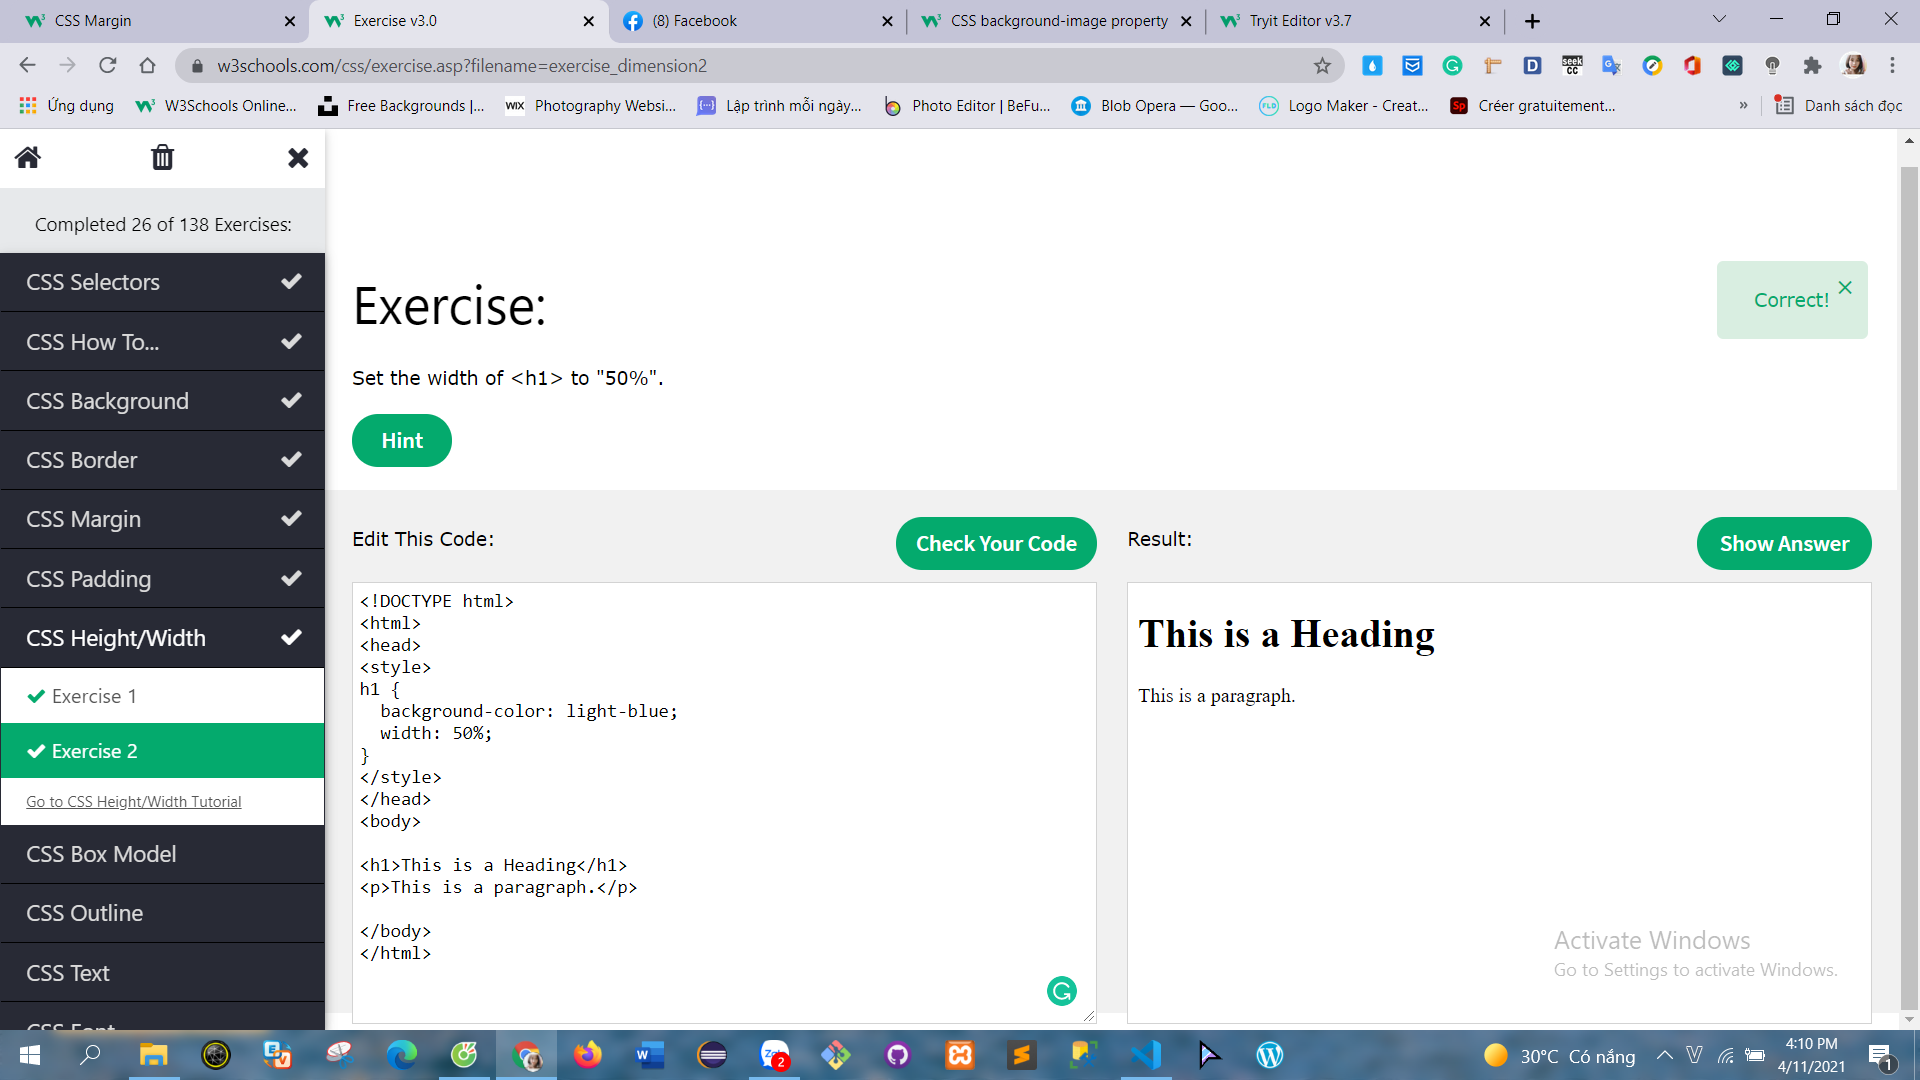 CSS Margin
Exercise v3.0
(8) Facebook
CSS background-image property
Tryit Editor v3.7
w3schools.com/css/exercise.asp?filename=exercise_dimension2
seek
CC
Ứng dụng
W3Schools Online...
Free Backgrounds |...
WIX
Photography Websi...
Lập trình mỗi ngày...
Photo Editor | BeFu...
Blob Opera — Goo...
FLD
Logo Maker - Creat...
Sp
Créer gratuitement...
»
Danh sách đọc
Completed 26 of 138 Exercises:
CSS Selectors
CSS How To...
CSS Background
CSS Border
CSS Margin
CSS Padding
CSS Height/Width
Exercise 1
Exercise 2
Go to CSS Height/Width Tutorial
CSS Box Model
CSS Outline
CSS Text
CSS Font
Exercise:
Correct!
Set the width of <h1> to "50%".
Hint
Edit This Code:
Check Your Code
Result:
Show Answer
<!DOCTYPE html>
<html>
<head>
<style>
h1 {
  background-color: light-blue;
  width: 50%;
}
</style>
</head>
<body>
<h1>This is a Heading</h1>
<p>This is a paragraph.</p>
</body>
</html>
This is a Heading
This is a paragraph.
Activate Windows
Go to Settings to activate Windows.
2
30°C Có nắng
4:10 PM
4/11/2021
1